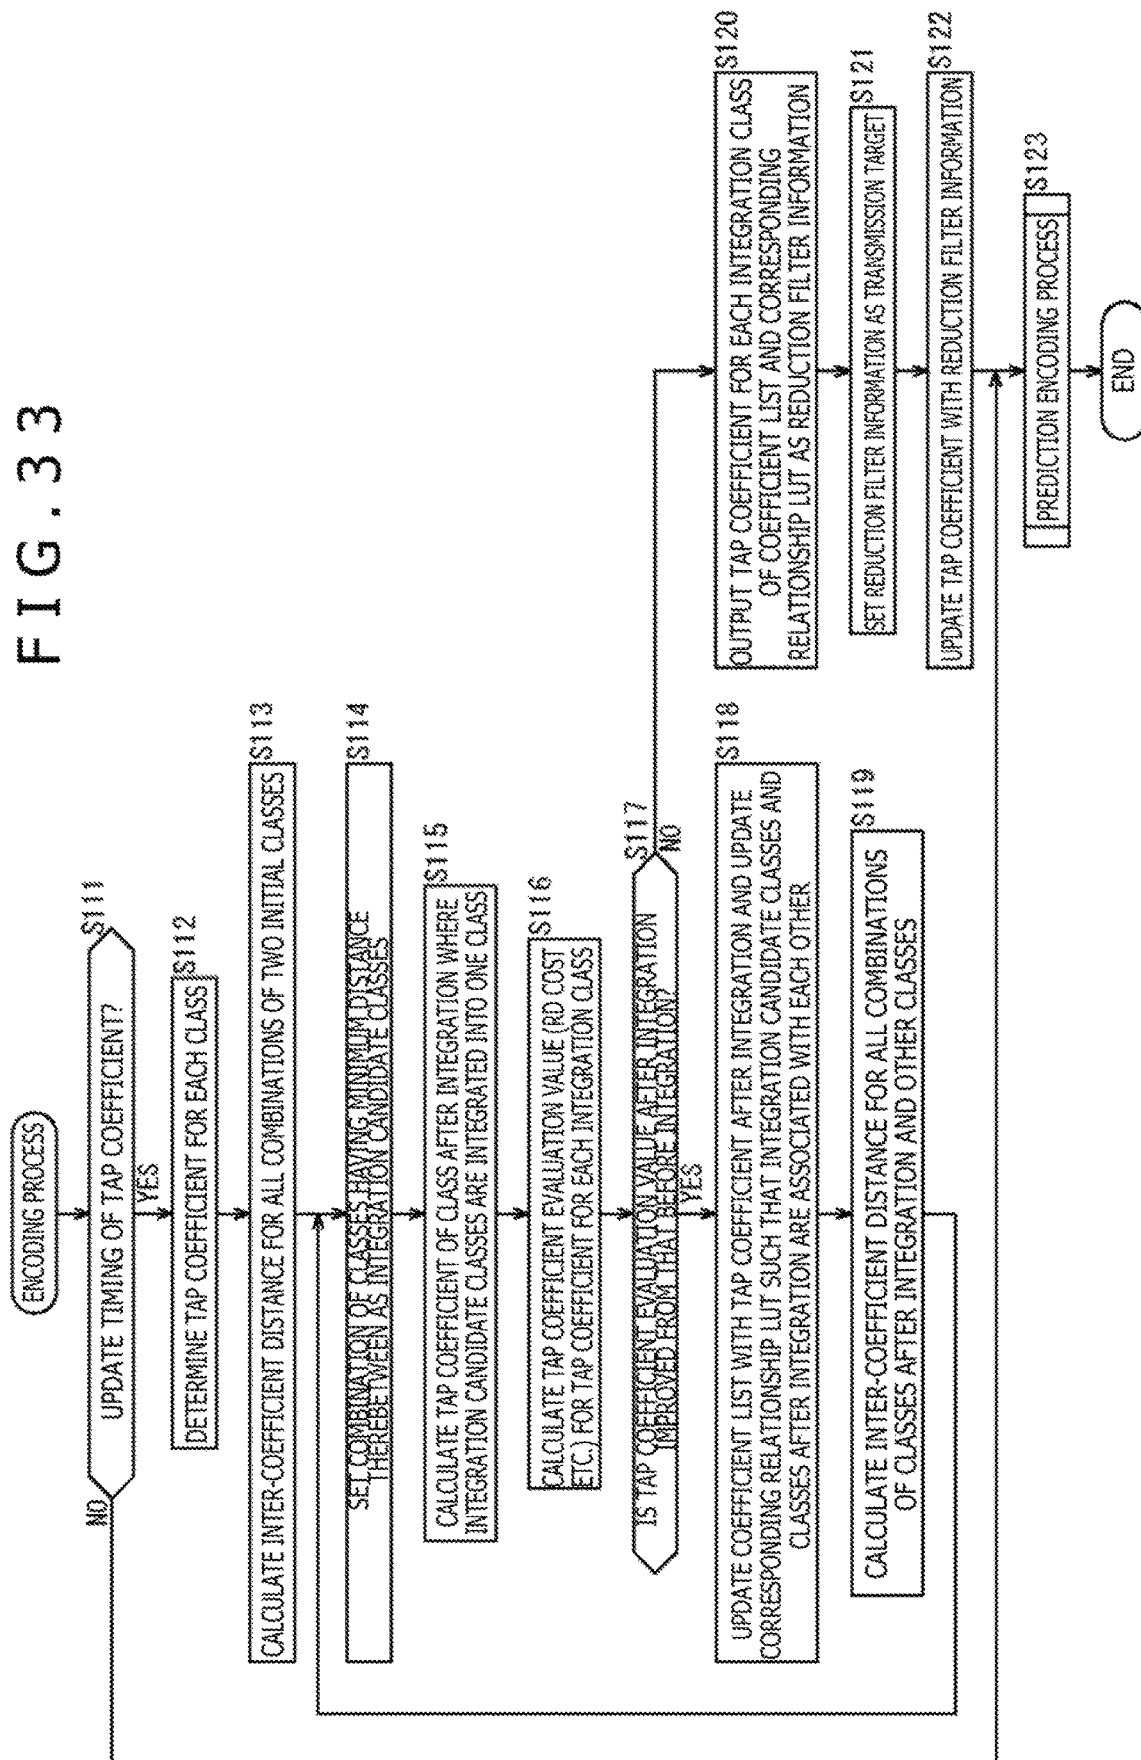 FIG.33
ENCODING PROCESS
S111
UPDATE TIMING OF TAP COEFFICIENT?
NO
YES
S112
DETERMINE TAP COEFFICIENT FOR EACH CLASS
S113
CALCULATE INTER-COEFFICIENT DISTANCE FOR ALL COMBINATIONS OF TWO INITIAL CLASSES
S114
SET COMBINATION OF CLASSES HAVING MINIMUM DISTANCE
THEREBETVEEN AS INTEGRATION CANDIDATE CLASSES
S115
CALCULATE TAP COEFFICIENT OF CLASS AFTER INTEGRATION WHERE
INTEGRATION CANDIDATE CLASSES ARE INTEGRATED INTO ONE CLASS
S116
CALCULATE TAP COEFFICIENT EVALUATION VALUE (RD COST
ETC.) FOR TAP COEFFICIENT FOR EACH INTEGRATION CLASS
S117
IS TAP COEFFICIENT EVALUATION VALUE AFTER INTEGRATION
IMPROVED FROM THAT BEFORE INTEGRATION?
NO
YES
S118
UPDATE COEFFICIENT LIST WITH TAP COEFFICIENT AFTER INTEGRATION AND UPDATE
CORRESPONDING RELATIONSHIP LUT SUCH THAT INTEGRATION CANDIDATE CLASSES AND
CLASSES AFTER INTEGRATION ARE ASSOCIATED WITH EACH OTHER
S119
CALCULATE INTER-COEFFICIENT DISTANCE FOR ALL COMBINATIONS
OF CLASSES AFTER INTEGRATION AND OTHER CLASSES
S120
OUTPUT TAP COEFFICIENT FOR EACH INTEGRATION CLASS
OF COEFFICIENT LIST AND CORRESPONDING
RELATIONSHIP LUT AS REDUCTION FILTER INFORMATION
S121
SET REDUCTION FILTER INFORMATION AS TRANSMISSION TARGET
S122
UPDATE TAP COEFFICIENT WITH REDUCTION FILTER INFORMATION
S123
PREDICTION ENCODING PROCESS
END